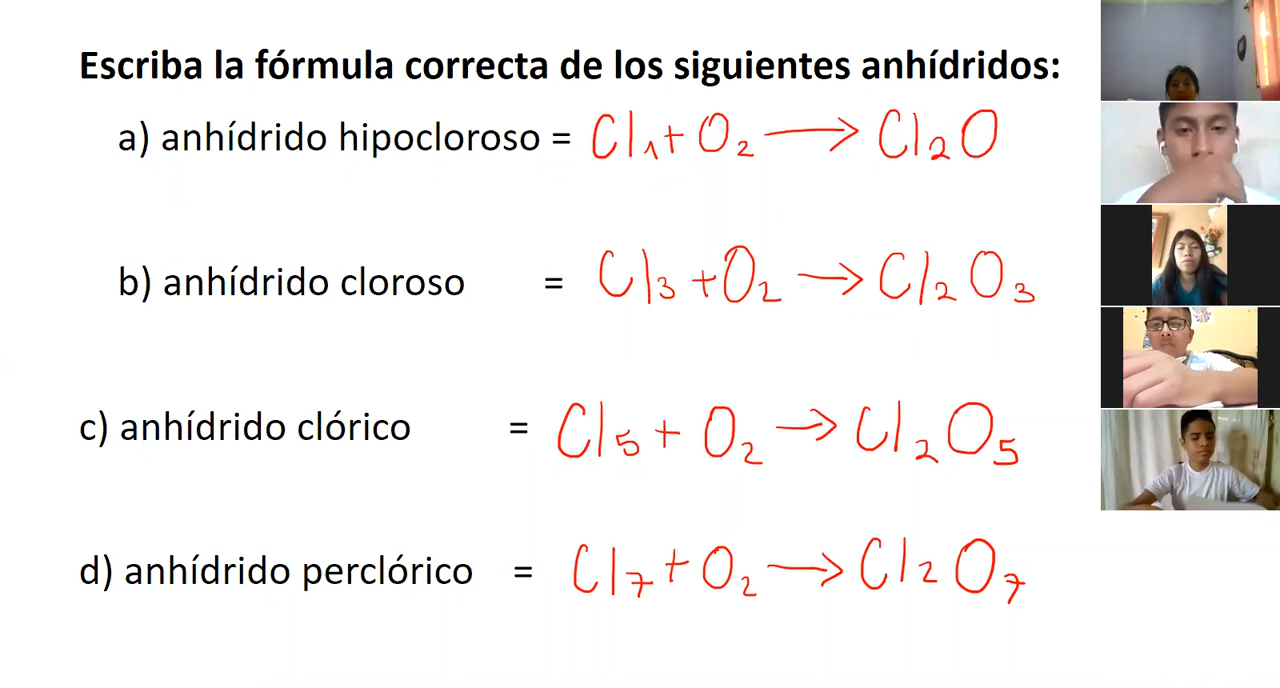 Escriba la fórmula correcta de los siguientes anhídridos:
a) anhídrido hipocloroso = Cl₁ + O₂ → Cl₂O
b) anhídrido cloroso = Cl₃ + O₂ → Cl₂O₃
c) anhídrido clórico = Cl₅ + O₂ → Cl₂O₅
d) anhídrido perclórico = Cl₇ + O₂ → Cl₂O₇